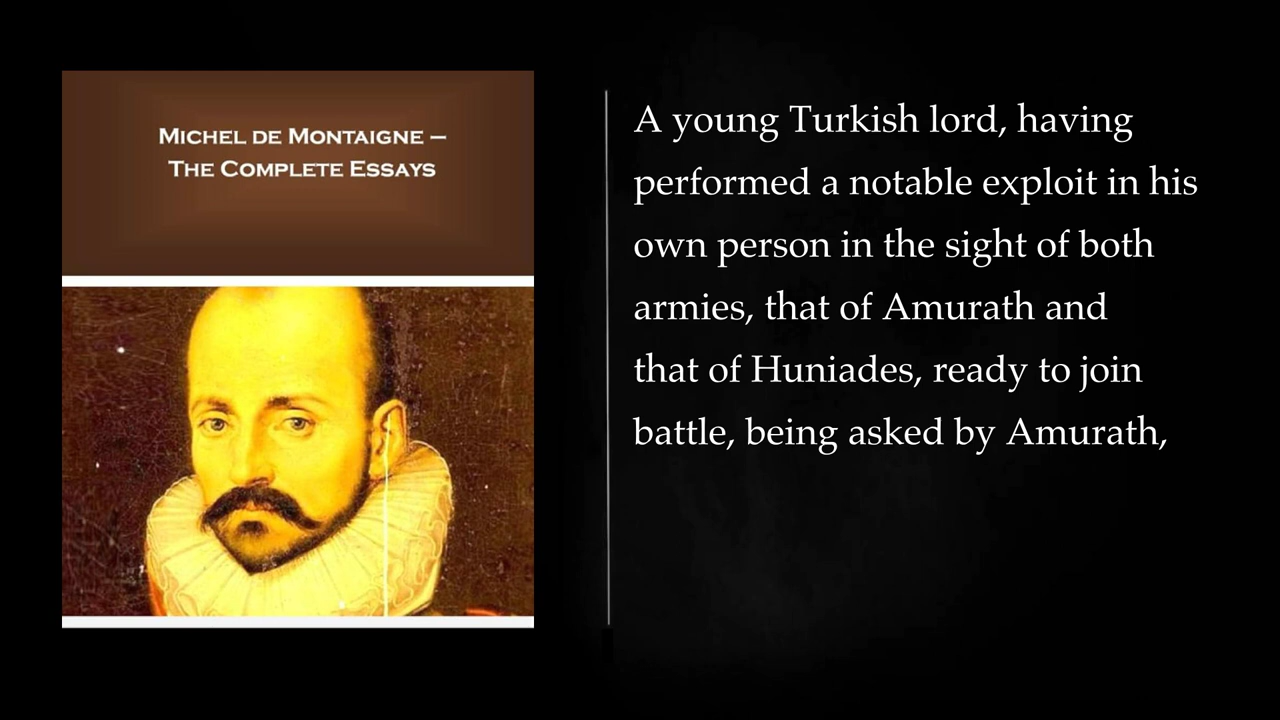 MICHEL DE MONTAIGNE –
THE COMPLETE ESSAYS
A young Turkish lord, having
performed a notable exploit in his
own person in the sight of both
armies, that of Amurath and
that of Huniades, ready to join
battle, being asked by Amurath,